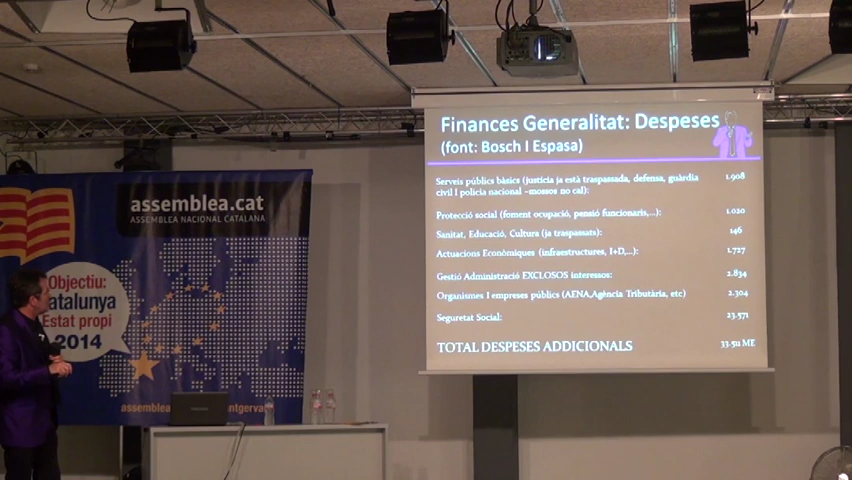 Finances Generalitat: Despeses
(font: Bosch I Espasa)
Serveis públics bàsics (justícia ja està traspassada, defensa, guàrdia
civil I policia nacional –mossos no cal): 1.908
Protecció social (foment ocupació, pensió funcionaris,...): 1.020
Sanitat, Educació, Cultura (ja traspassats): 146
Actuacions Econòmiques (infraestructures, I+D,...): 1.727
Gestió Administració EXCLOSOS interessos: 2.834
Organismes I empreses públics (AENA,Agència Tributària, etc) 2.304
Seguretat Social: 23.571
TOTAL DESPESES ADDICIONALS 33.511 M€
assemblea.cat
ASSEMBLEA NACIONAL CATALANA
Objectiu:
atalunya
Estat propi
2014
assemblea
ntgerva